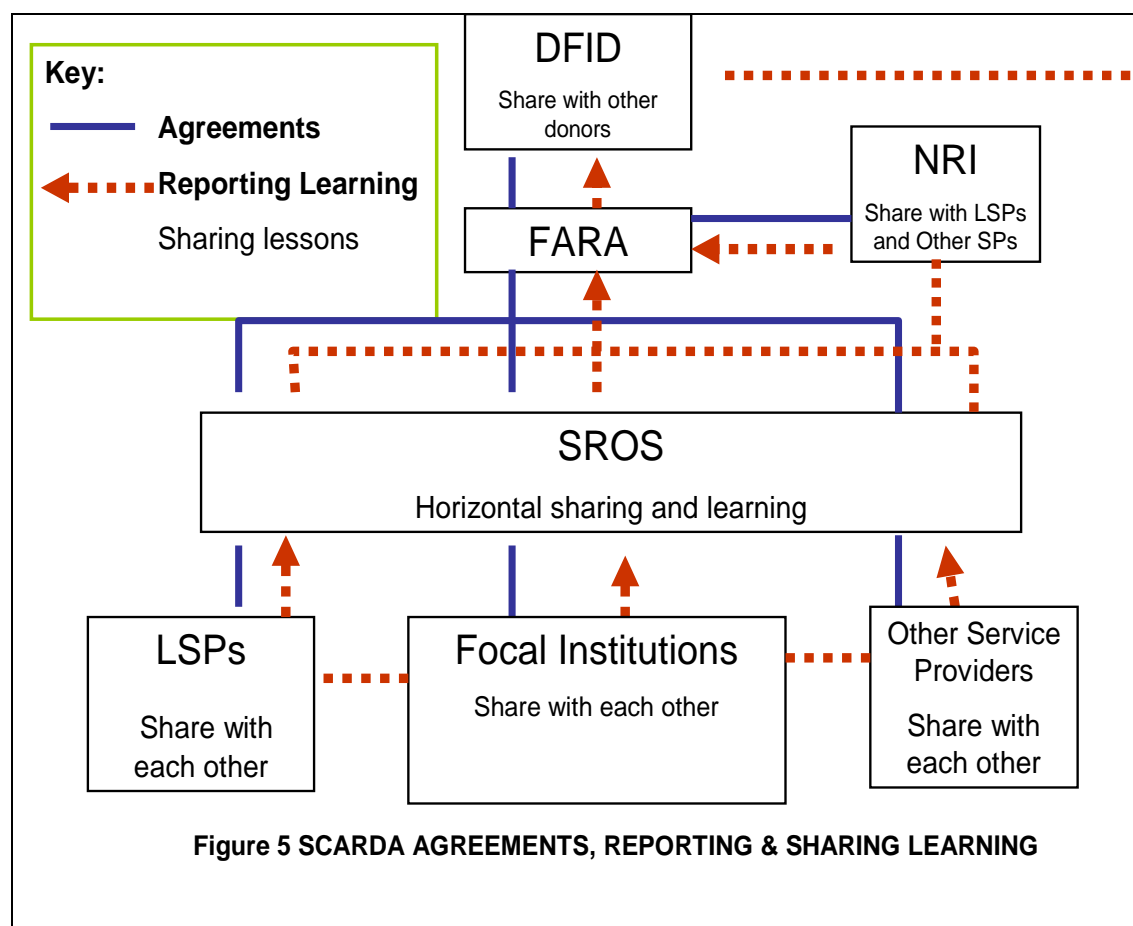 Key:
Agreements
Reporting Learning
Sharing lessons
DFID
Share with other
donors
NRI
Share with LSPs
and Other SPs
FARA
SROS
Horizontal sharing and learning
LSPs
Share with
each other
Focal Institutions
Share with each other
Other Service
Providers
Share with
each other
Figure 5 SCARDA AGREEMENTS, REPORTING & SHARING LEARNING